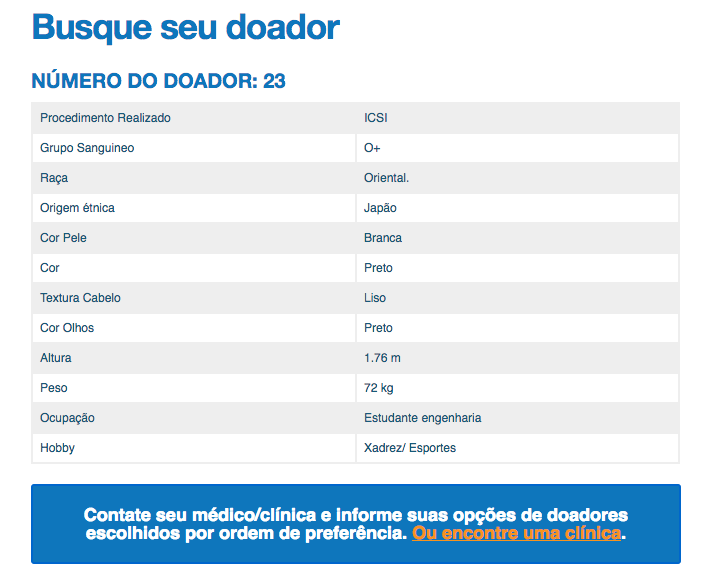 Busque seu doador
NÚMERO DO DOADOR: 23
Procedimento Realizado ICSI
Grupo Sanguineo O+
Raça Oriental.
Origem étnica Japão
Cor Pele Branca
Cor Preto
Textura Cabelo Liso
Cor Olhos Preto
Altura 1.76 m
Peso 72 kg
Ocupação Estudante engenharia
Hobby Xadrez/ Esportes
Contate seu médico/clínica e informe suas opções de doadores
escolhidos por ordem de preferência. Ou encontre uma clínica.